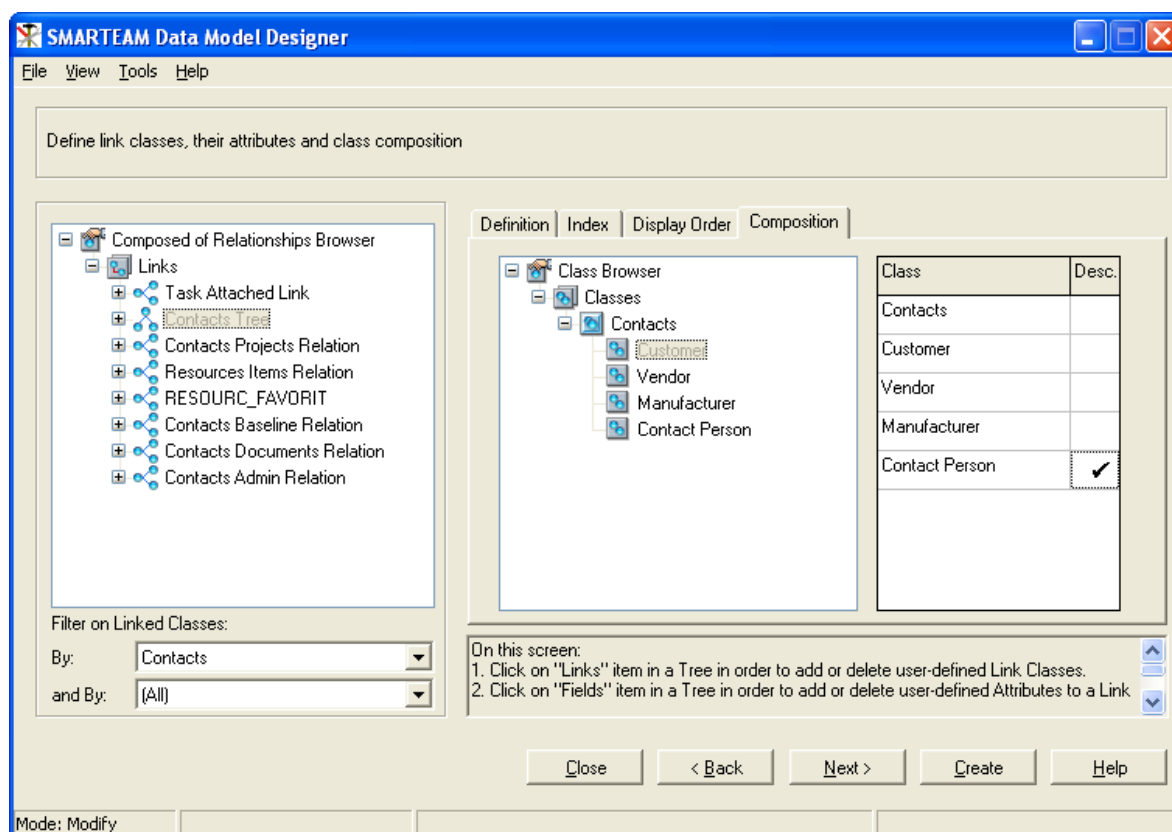 SMARTEAM Data Model Designer
File View Tools Help
Define link classes, their attributes and class composition
Composed of Relationships Browser
Links
Task Attached Link
Contacts Tree
Contacts Projects Relation
Resources Items Relation
RESOURC_FAVORIT
Contacts Baseline Relation
Contacts Documents Relation
Contacts Admin Relation
Filter on Linked Classes:
By: Contacts
and By: (All)
Definition Index Display Order Composition
Class Browser
Classes
Contacts
Customer
Vendor
Manufacturer
Contact Person
Class Desc.
Contacts
Customer
Vendor
Manufacturer
Contact Person ✔
On this screen:
1. Click on "Links" item in a Tree in order to add or delete user-defined Link Classes.
2. Click on "Fields" item in a Tree in order to add or delete user-defined Attributes to a Link
Close < Back Next > Create Help
Mode: Modify